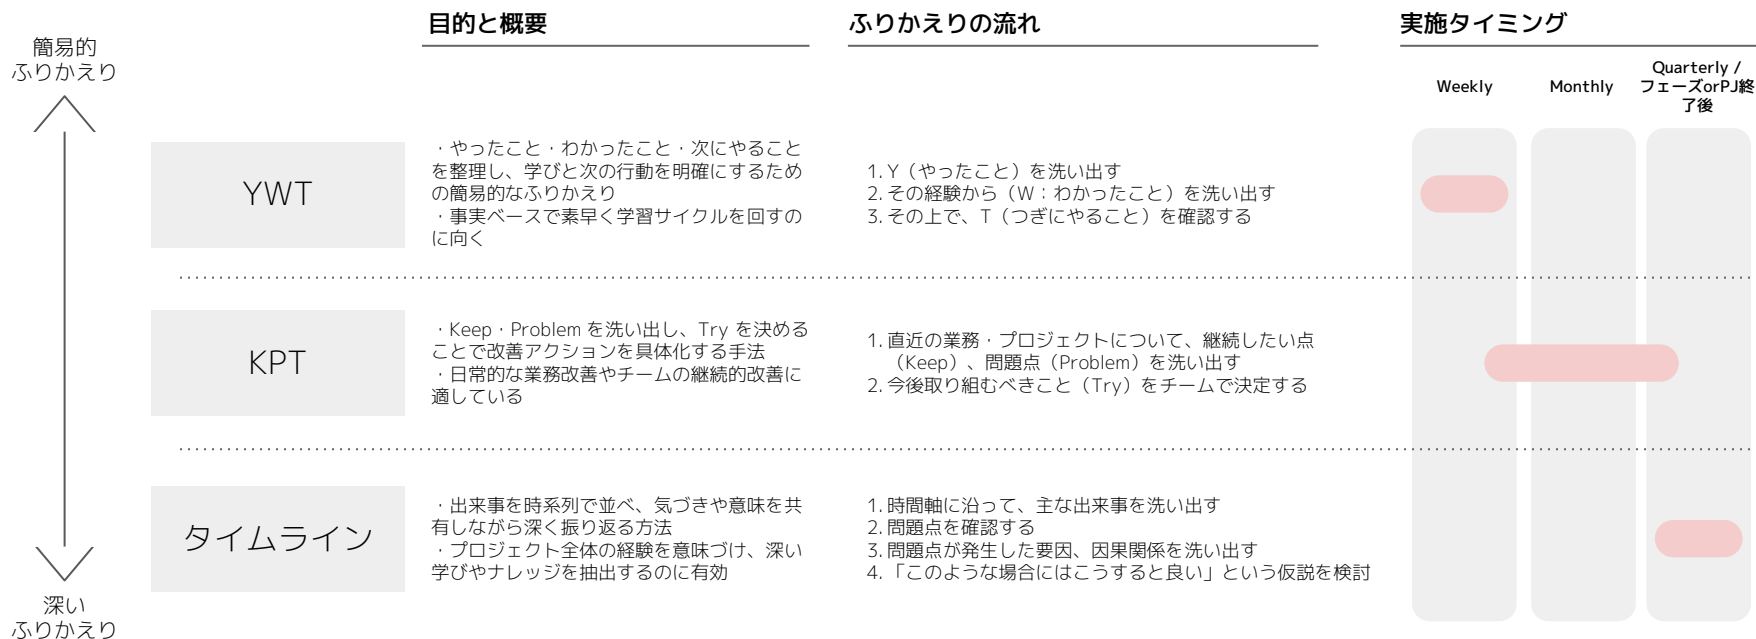 目的と概要
ふりかえりの流れ
実施タイミング
簡易的
ふりかえり
Weekly
Monthly
Quarterly /
フェーズorPJ終
了後
YWT
・やったこと・わかったこと・次にやること
を整理し、学びと次の行動を明確にするため
の簡易的なふりかえり
・事実ベースで素早く学習サイクルを回すの
に向く
1. Y（やったこと）を洗い出す
2. その経験から（W：わかったこと）を洗い出す
3. その上で、T（つぎにやること）を確認する
KPT
・Keep・Problem を洗い出し、Try を決める
ことで改善アクションを具体化する手法
・日常的な業務改善やチームの継続的改善に
適している
1. 直近の業務・プロジェクトについて、継続したい点
（Keep）、問題点（Problem）を洗い出す
2. 今後取り組むべきこと（Try）をチームで決定する
タイムライン
・出来事を時系列で並べ、気づきや意味を共
有しながら深く振り返る方法
・プロジェクト全体の経験を意味づけ、深い
学びやナレッジを抽出するのに有効
1. 時間軸に沿って、主な出来事を洗い出す
2. 問題点を確認する
3. 問題点が発生した要因、因果関係を洗い出す
4. 「このような場合にはこうすると良い」という仮説を検討
深い
ふりかえり